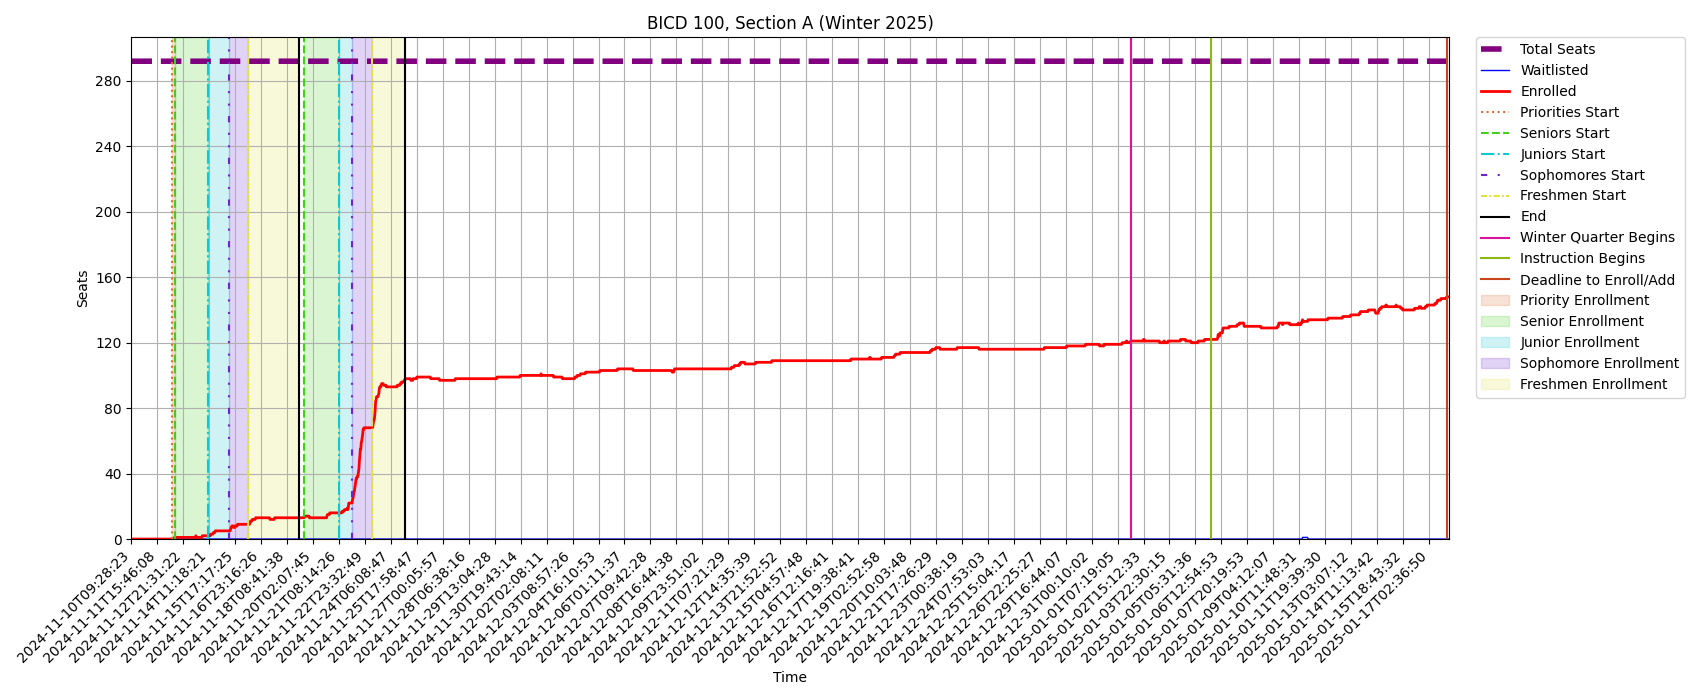 BICD 100, Section A (Winter 2025)
Seats
280
240
200
160
120
80
40
0
2024-11-10T09:28:23
2024-11-11T15:46:08
2024-11-12T21:31:22
2024-11-14T11:18:21
2024-11-15T17:17:25
2024-11-16T23:16:26
2024-11-18T08:41:38
2024-11-20T02:07:45
2024-11-21T08:14:26
2024-11-22T23:32:49
2024-11-24T06:08:47
2024-11-25T17:58:47
2024-11-27T00:05:57
2024-11-28T06:38:16
2024-11-29T13:04:28
2024-11-30T19:43:14
2024-12-02T02:08:11
2024-12-03T08:57:26
2024-12-04T16:10:53
2024-12-06T01:11:37
2024-12-07T09:42:28
2024-12-08T16:44:38
2024-12-09T23:51:02
2024-12-11T07:21:29
2024-12-12T14:35:39
2024-12-13T21:52:52
2024-12-15T04:57:48
2024-12-16T12:16:41
2024-12-17T19:38:41
2024-12-19T02:52:58
2024-12-20T10:03:48
2024-12-21T17:26:29
2024-12-23T00:38:19
2024-12-24T07:53:03
2024-12-25T15:04:17
2024-12-26T22:25:27
2024-12-29T16:44:07
2024-12-31T00:10:02
2025-01-01T07:19:05
2025-01-02T15:12:33
2025-01-03T22:30:15
2025-01-05T05:31:36
2025-01-06T12:54:53
2025-01-07T20:19:53
2025-01-09T04:12:07
2025-01-10T11:48:31
2025-01-11T19:39:30
2025-01-13T03:07:12
2025-01-14T11:13:42
2025-01-15T18:43:32
2025-01-17T02:36:50
Time
Total Seats
Waitlisted
Enrolled
Priorities Start
Seniors Start
Juniors Start
Sophomores Start
Freshmen Start
End
Winter Quarter Begins
Instruction Begins
Deadline to Enroll/Add
Priority Enrollment
Senior Enrollment
Junior Enrollment
Sophomore Enrollment
Freshmen Enrollment